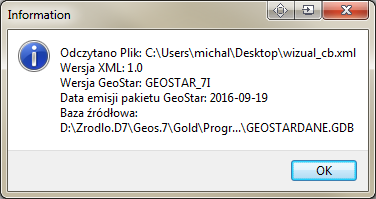 Information
Odczytano Plik: C:\Users\michal\Desktop\wizual_cb.xml
Wersja XML: 1.0
Wersja GeoStar: GEOSTAR_7I
Data emisji pakietu GeoStar: 2016-09-19
Baza źródłowa:
D:\Zrodlo.D7\Geos.7\Gold\Progr...\GEOSTARDANE.GDB
OK